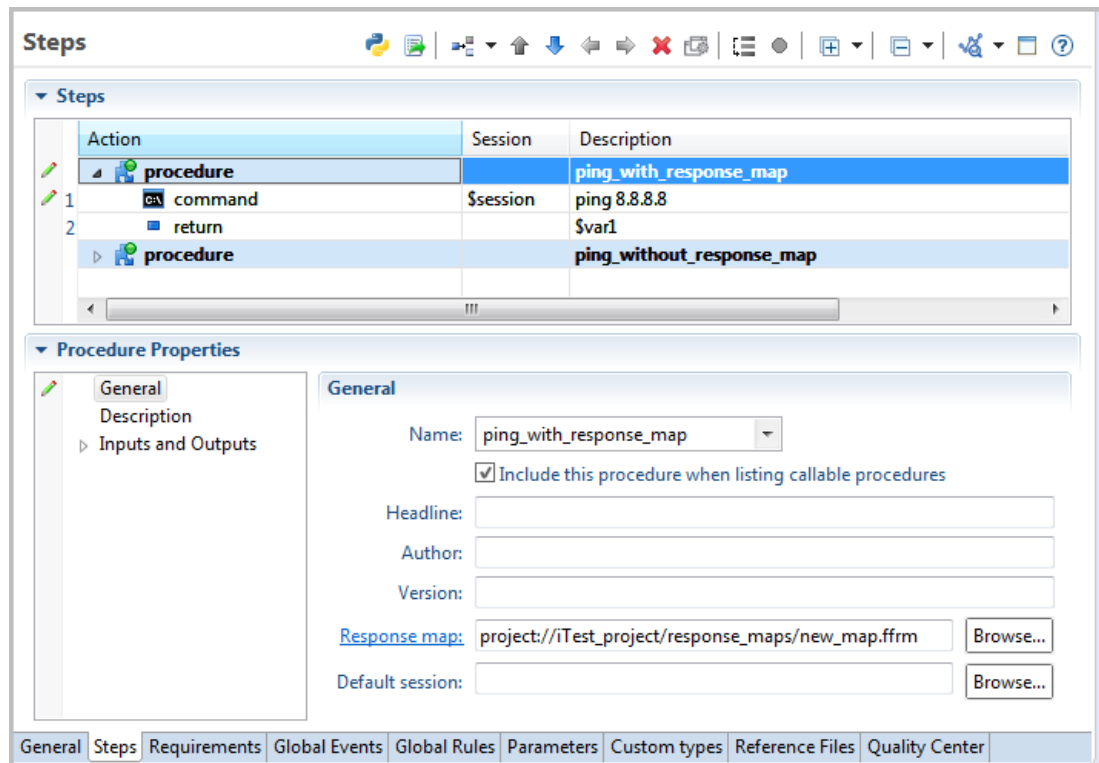 Steps
Steps
Action Session Description
procedure ping_with_response_map
1 command $session ping 8.8.8.8
2 return $var1
procedure ping_without_response_map
Procedure Properties
General
Description
Inputs and Outputs
General
Name: ping_with_response_map
Include this procedure when listing callable procedures
Headline:
Author:
Version:
Response map: project://iTest_project/response_maps/new_map.ffrm Browse...
Default session: Browse...
General Steps Requirements Global Events Global Rules Parameters Custom types Reference Files Quality Center